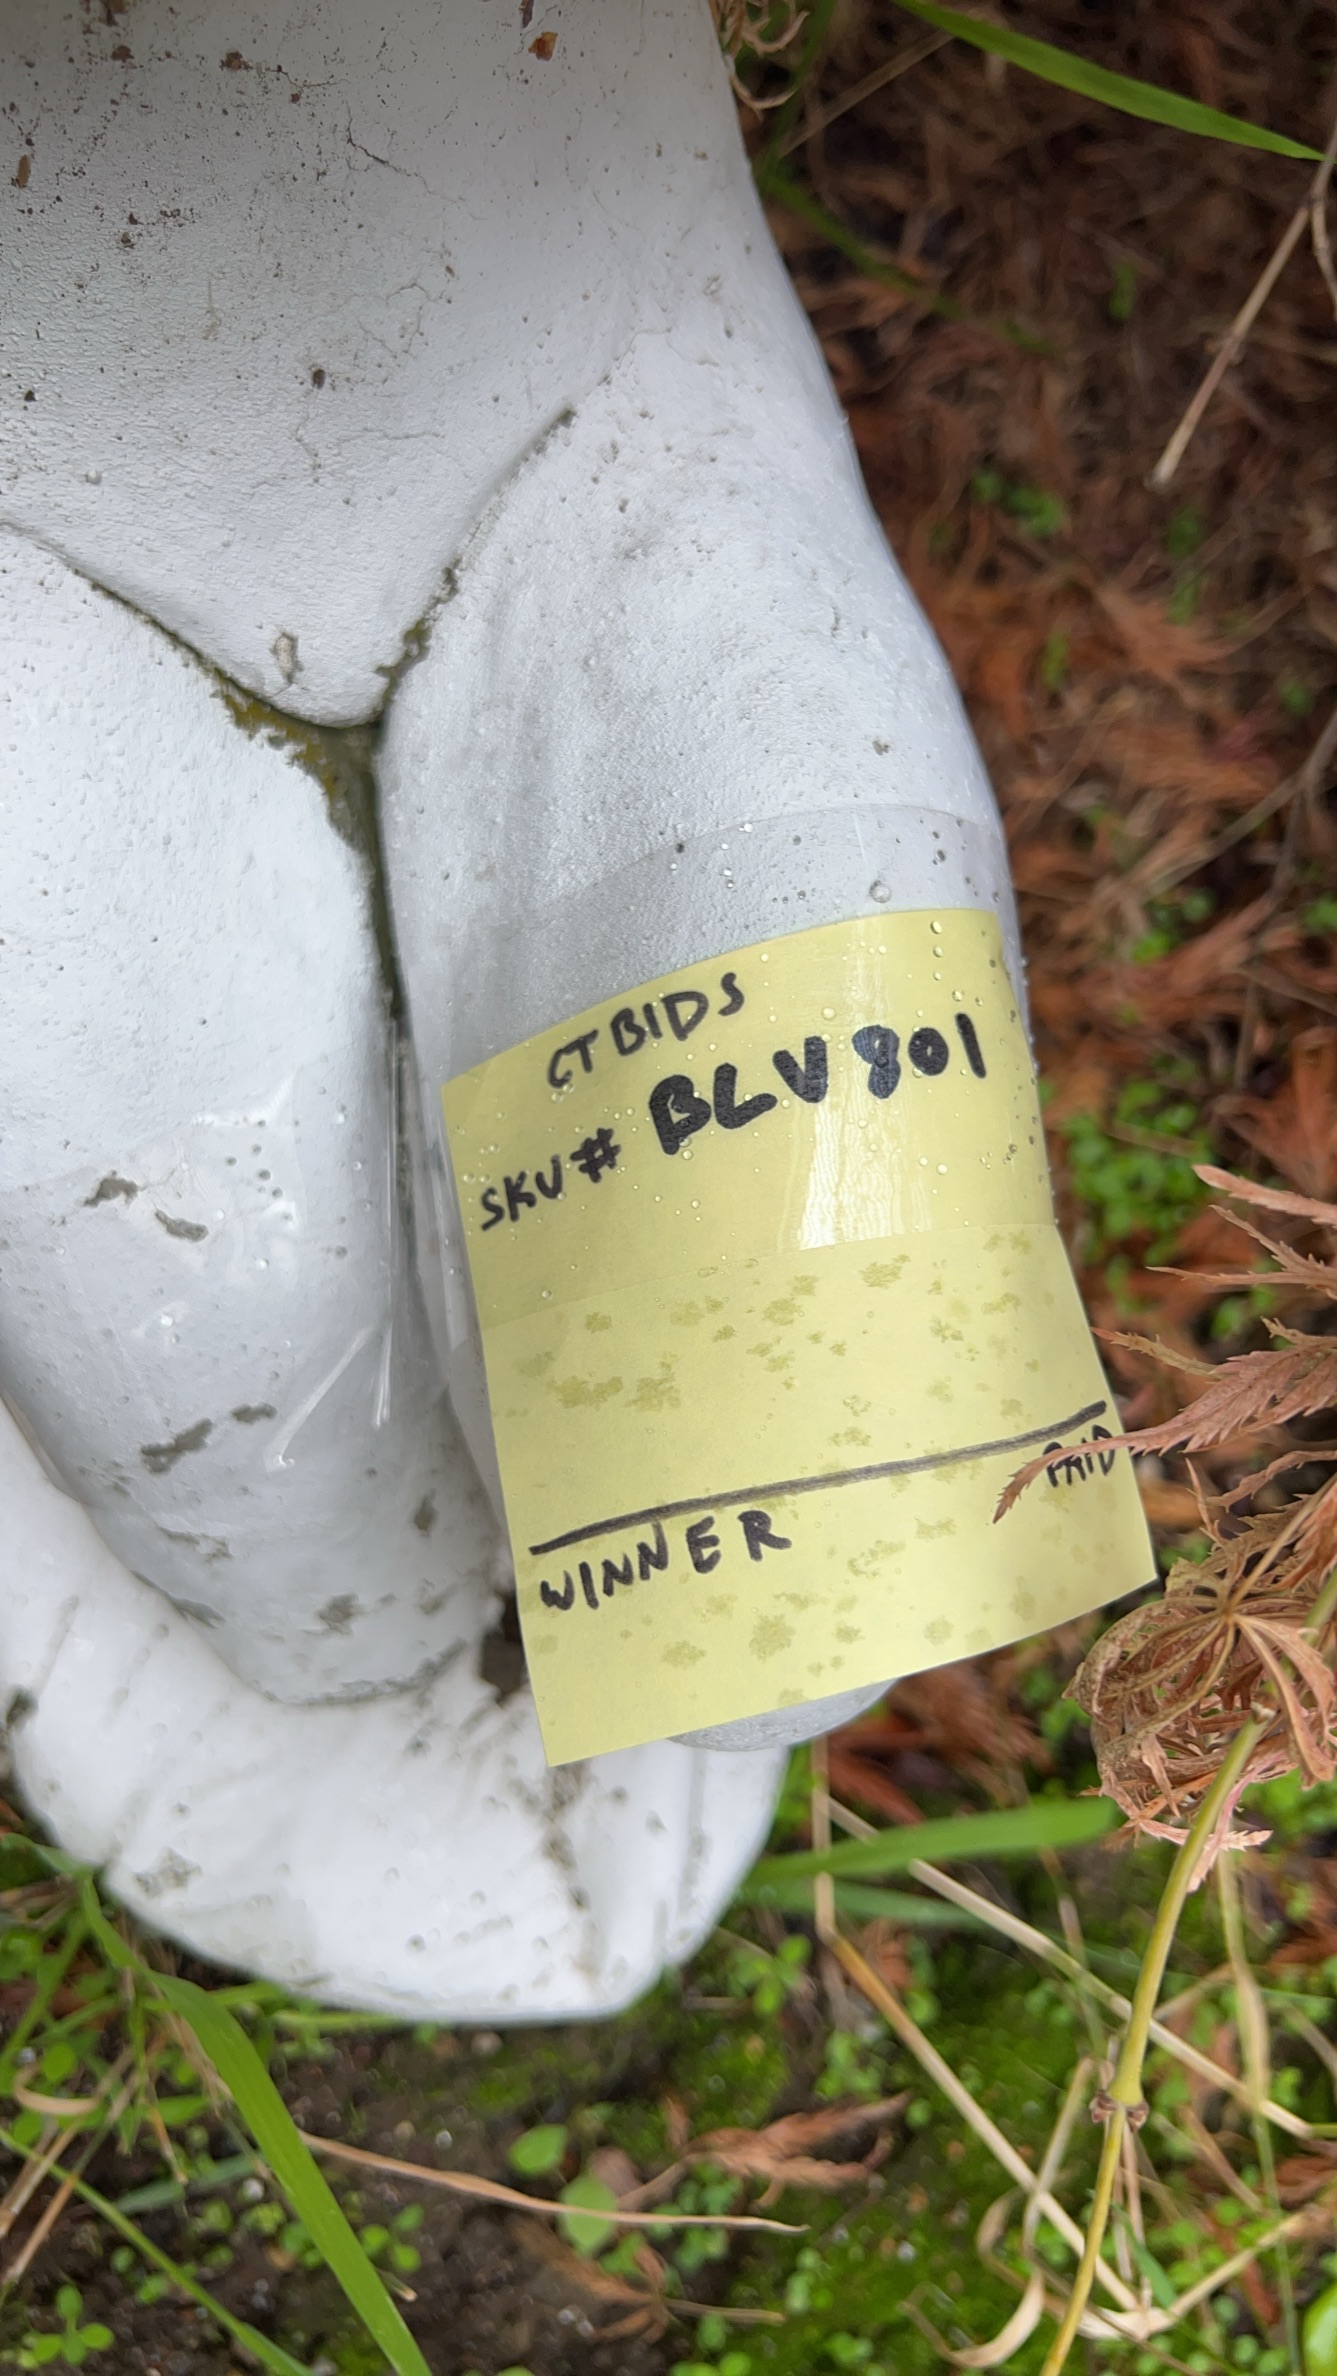 CTBIDS
SKU# BLV801
PAID
WINNER